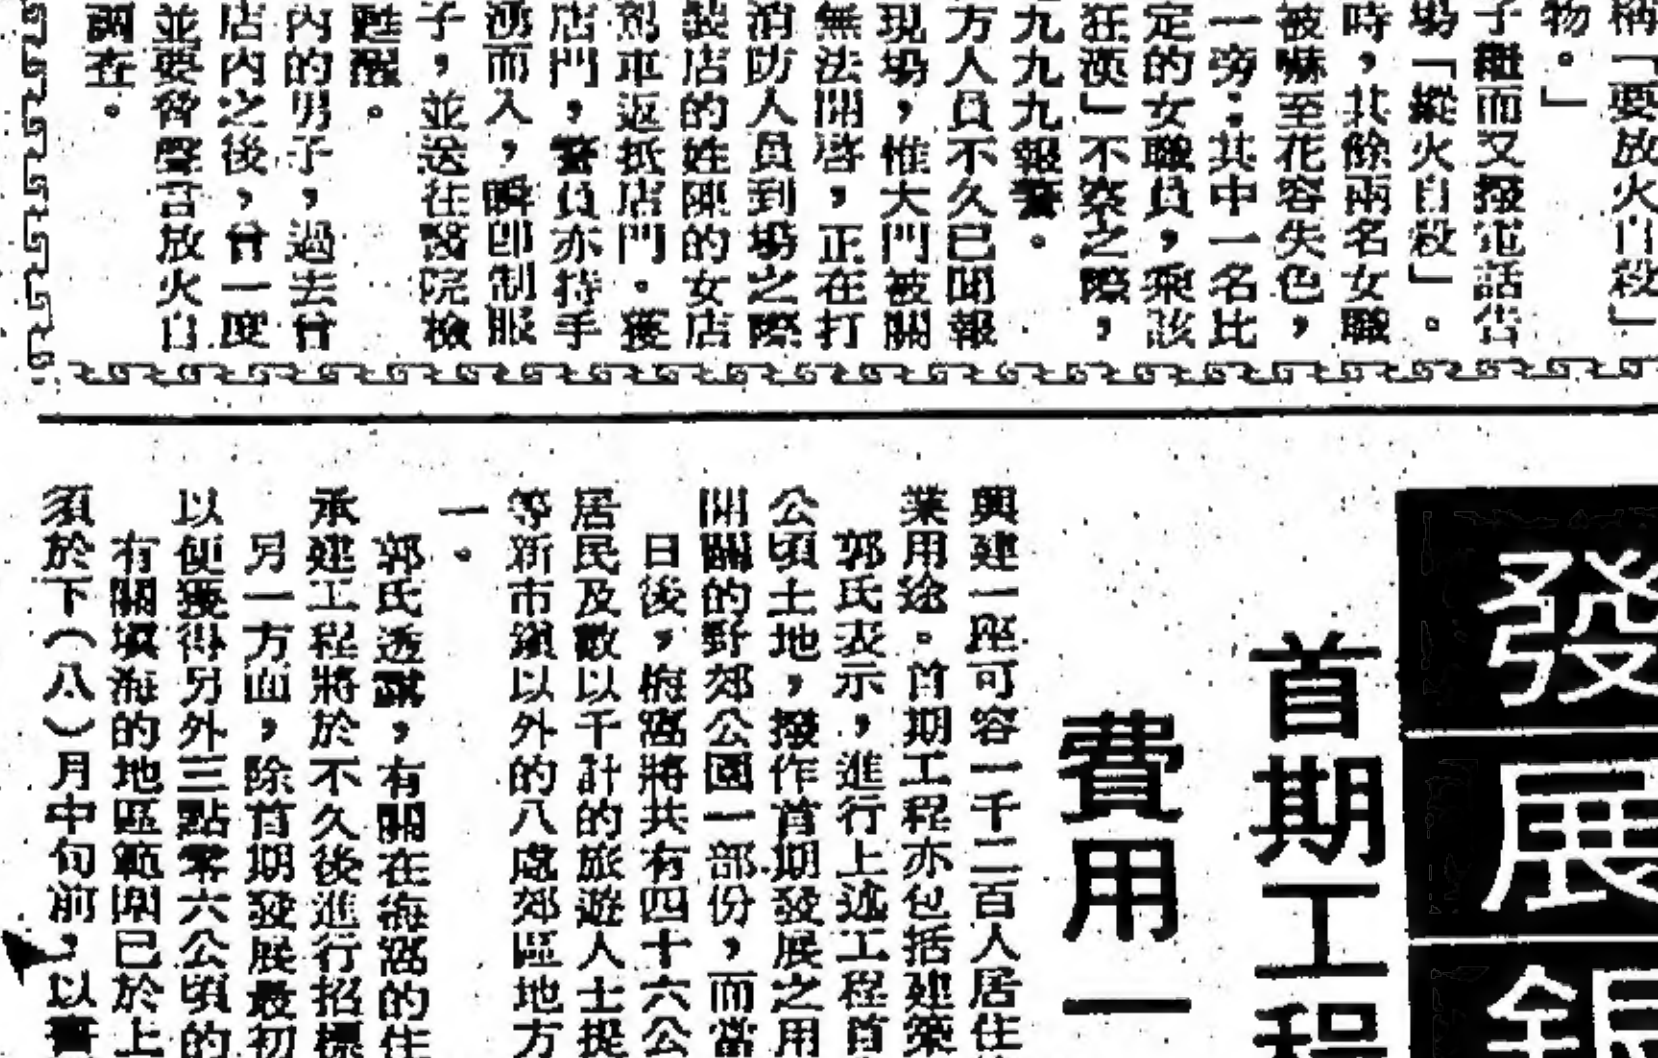 柄「要放火自殺」
物。」
子繼而又撥電話告
場「縱火自殺」。
時，其餘兩名女職
被嚇至花容失色，
一旁：其中一名比
定的女職員，乘該
狂漢」不察之際，
九九九報警。
方人員不久已聞報
現場，惟大門被關
無法開啓，正在打
消防人員到場之際
裝店的姓陳的女店
駕車返抵店門。獲
店門，警員亦持手
湧而入，瞬即制服
子，並送往醫院檢
甦醒。
內的男子，過去曾
店內之後，曾一度
並要脅聲言放火自
調查。
發展銀
首期工程
費用一
興建一座可容一千二百人居住
業用途。首期工程亦包括建築
郭氏表示，進行上述工程首
公頃土地，撥作首期發展之用
開闢的野郊公園一部份，而當
日後，梅窩將共有四十六公
居民及數以千計的旅遊人士提
等新市鎮以外的八處郊區地方
一。
郭氏透露，有關在梅窩的住
承建工程將於不久後進行招標
另一方面，除首期發展最初
以便獲得另外三點零六公頃的
有關填海的地區範圍已於上
須於下（八）月中旬前，以書